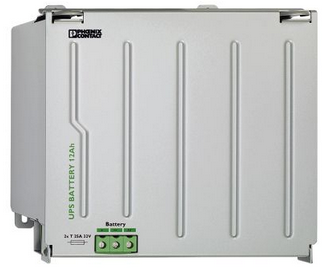 PHOENIX
CONTACT
UPS BATTERY 12Ah
Battery
2x T 25A 32V